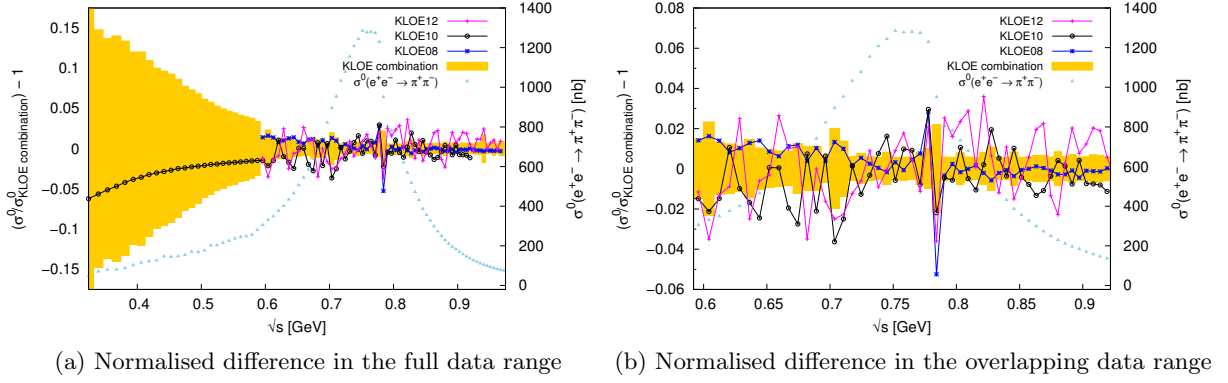 (σ⁰/σ⁰KLOE combination) − 1
0.15
0.1
0.05
0
−0.05
−0.1
−0.15
0.4
0.5
0.6
0.7
0.8
0.9
√s [GeV]
KLOE12
KLOE10
KLOE08
KLOE combination
σ⁰(e⁺e⁻ → π⁺π⁻)
1400
1200
1000
800
600
400
200
0
σ⁰(e⁺e⁻ → π⁺π⁻) [nb]
(a) Normalised difference in the full data range
(σ⁰/σ⁰KLOE combination) − 1
0.08
0.06
0.04
0.02
0
−0.02
−0.04
−0.06
0.6
0.65
0.7
0.75
0.8
0.85
0.9
√s [GeV]
KLOE12
KLOE10
KLOE08
KLOE combination
σ⁰(e⁺e⁻ → π⁺π⁻)
1400
1200
1000
800
600
400
200
0
σ⁰(e⁺e⁻ → π⁺π⁻) [nb]
(b) Normalised difference in the overlapping data range